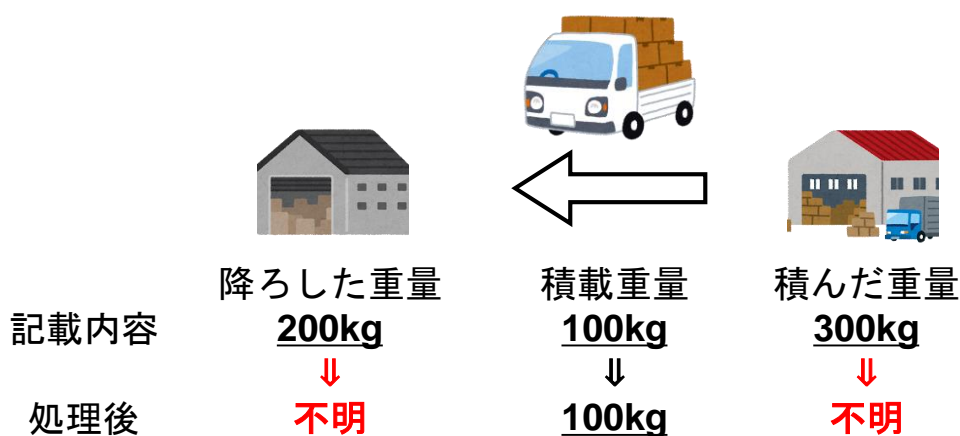 降ろした重量 積載重量 積んだ重量
記載内容 200kg 100kg 300kg
⇓ ⇓ ⇓
処理後 不明 100kg 不明